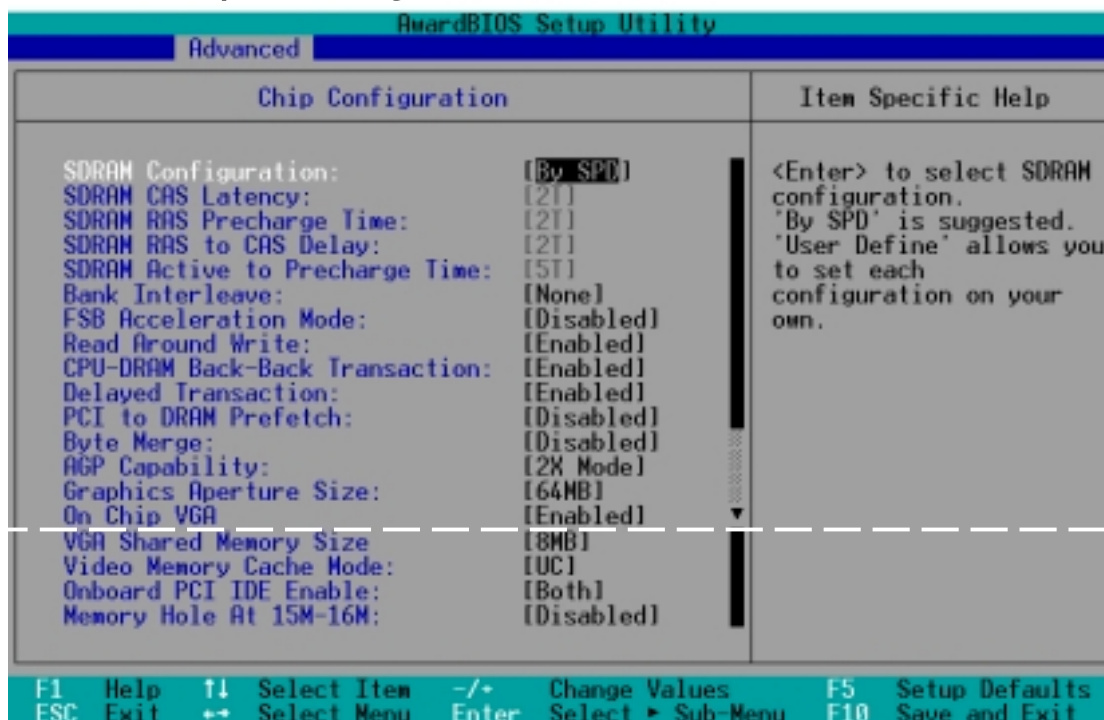 AwardBIOS Setup Utility
Advanced
Chip Configuration
Item Specific Help
SDRAM Configuration: [By SPD]
SDRAM CAS Latency: [2T]
SDRAM RAS Precharge Time: [2T]
SDRAM RAS to CAS Delay: [2T]
SDRAM Active to Precharge Time: [5T]
Bank Interleave: [None]
FSB Acceleration Mode: [Disabled]
Read Around Write: [Enabled]
CPU-DRAM Back-Back Transaction: [Enabled]
Delayed Transaction: [Enabled]
PCI to DRAM Prefetch: [Disabled]
Byte Merge: [Disabled]
AGP Capability: [2X Mode]
Graphics Aperture Size: [64MB]
On Chip VGA [Enabled]
VGA Shared Memory Size [8MB]
Video Memory Cache Mode: [UC]
Onboard PCI IDE Enable: [Both]
Memory Hole At 15M-16M: [Disabled]
<Enter> to select SDRAM
configuration.
'By SPD' is suggested.
'User Define' allows you
to set each
configuration on your
own.
F1 Help ↑↓ Select Item -/+ Change Values F5 Setup Defaults
ESC Exit ←→ Select Menu Enter Select ► Sub-Menu F10 Save and Exit